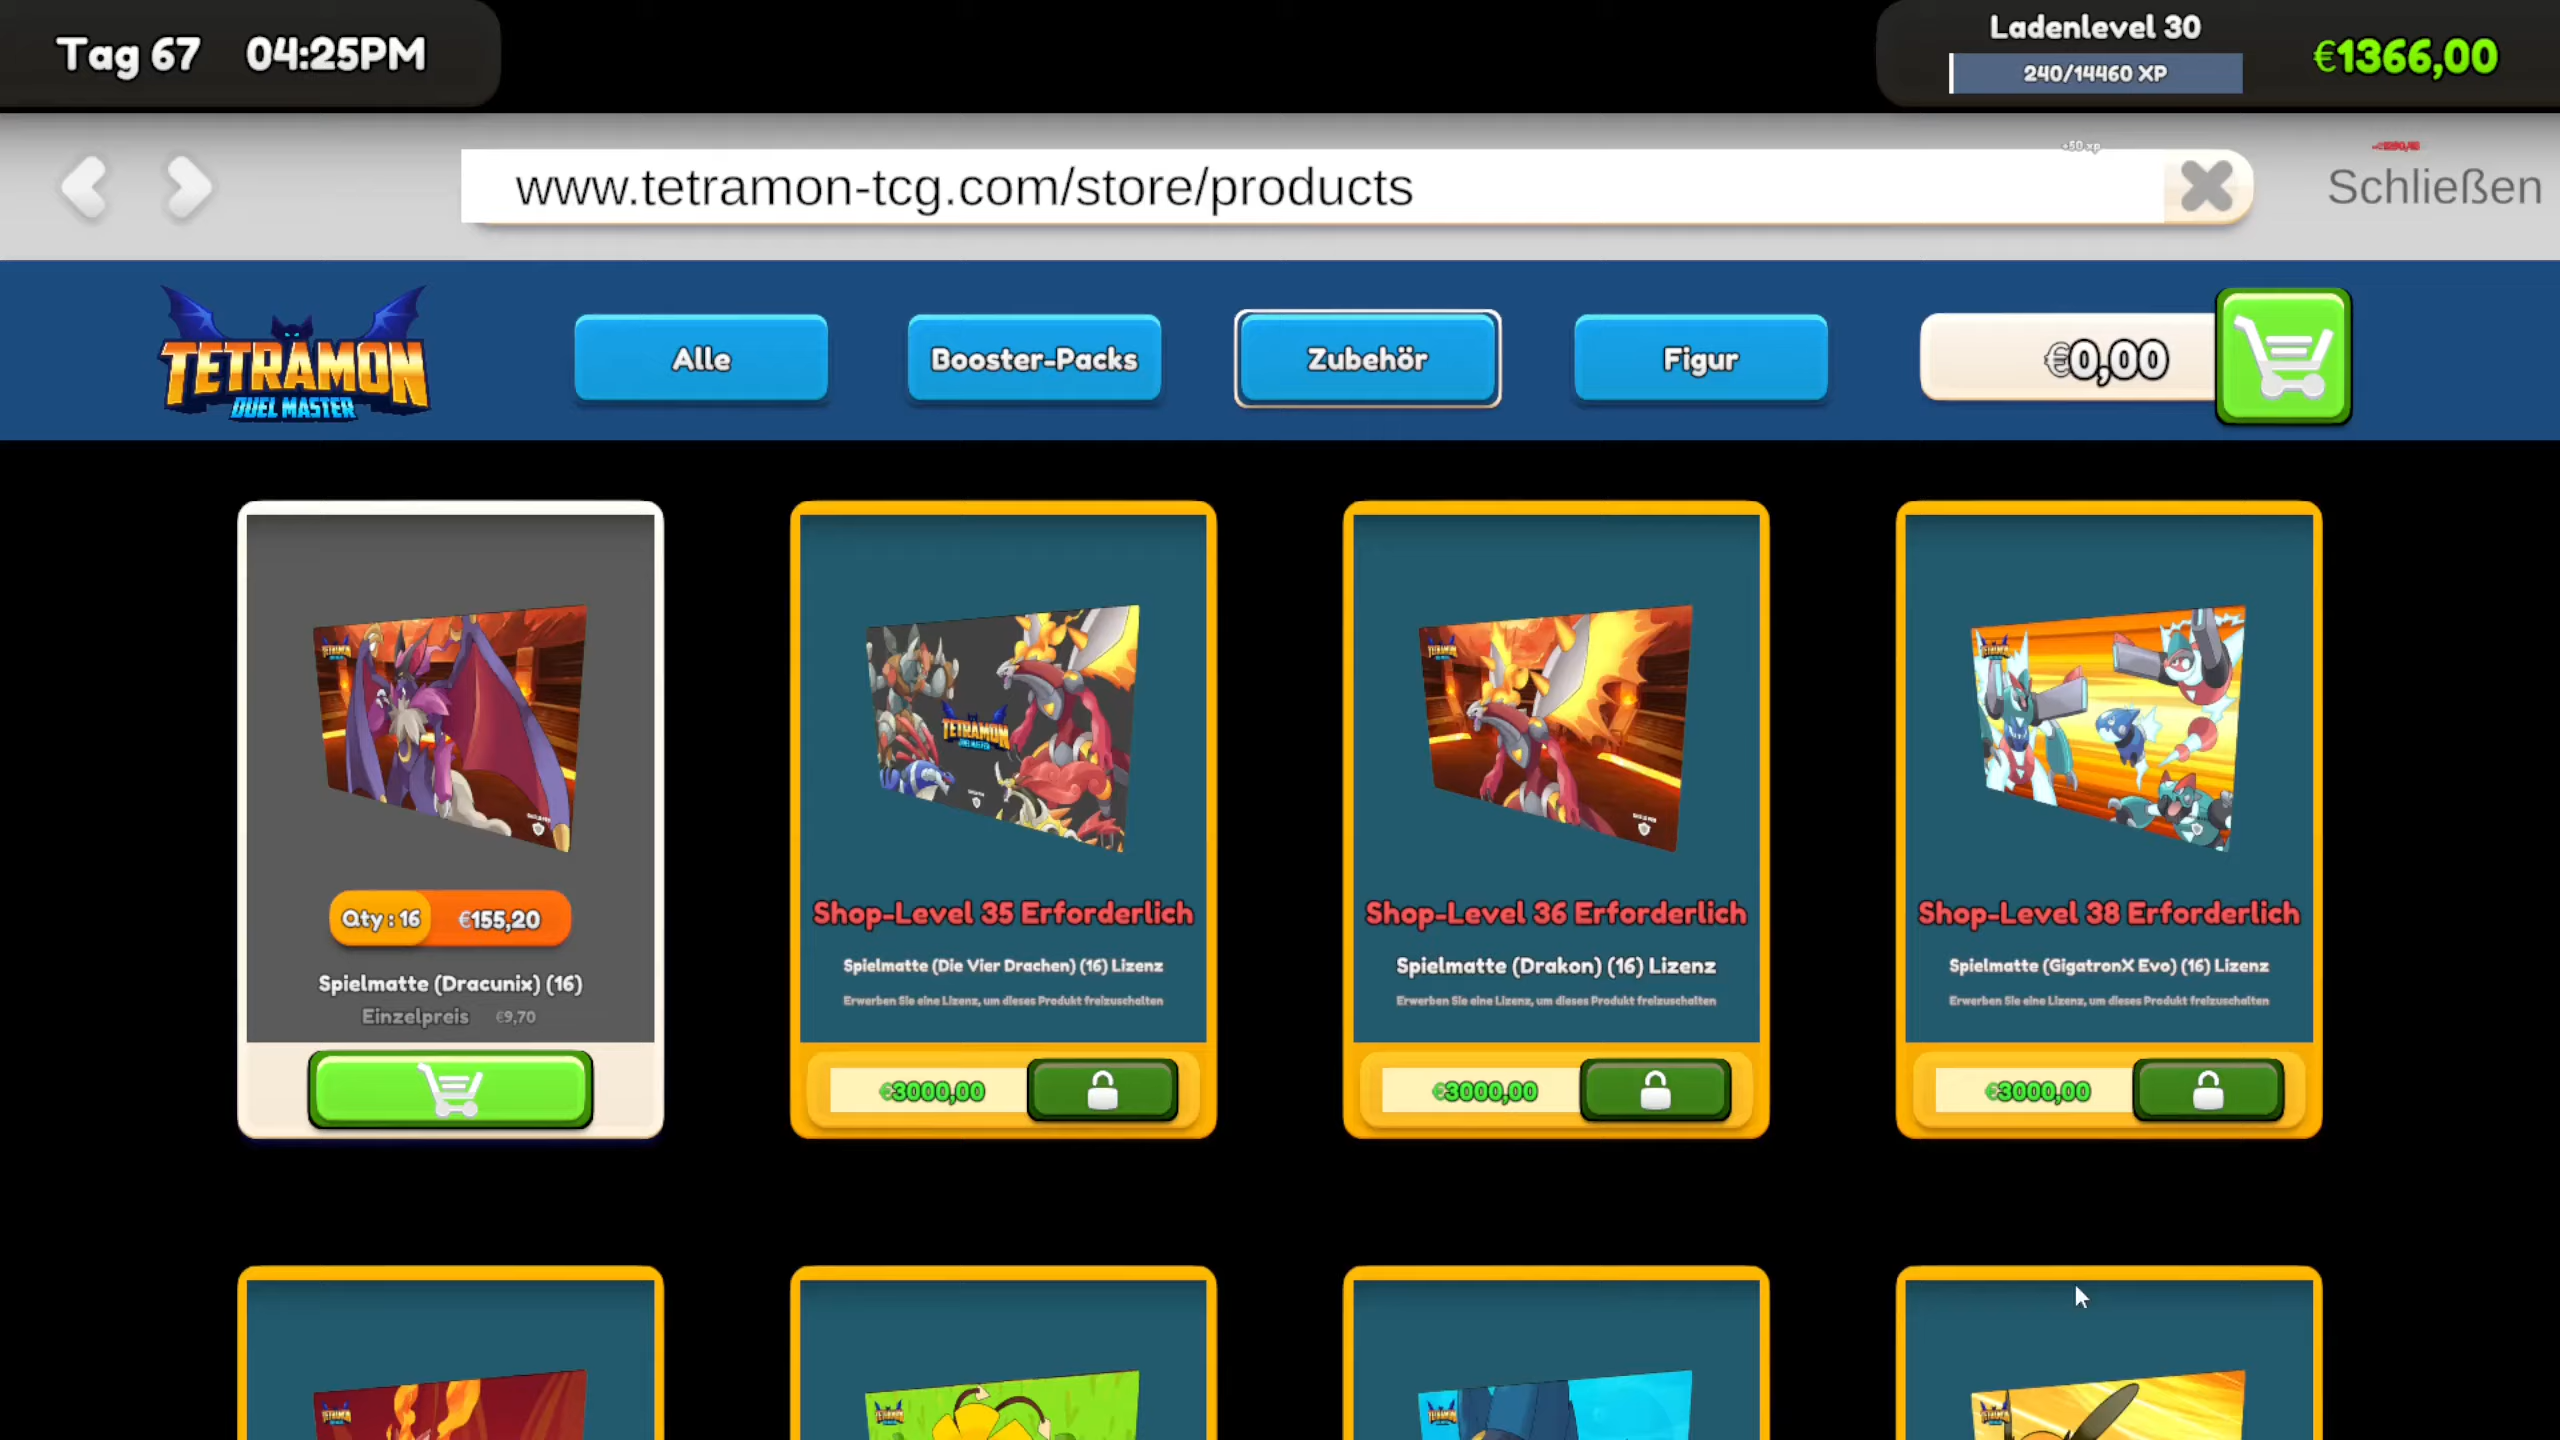 Tag 67 04:25PM
Ladenlevel 30
240/14460 XP
€1366,00
+50 xp
www.tetramon-tcg.com/store/products
Schließen
TETRAMON
DUEL MASTER
Alle
Booster-Packs
Zubehör
Figur
€0,00
Qty : 16 €155,20
Spielmatte (Dracunix) (16)
Einzelpreis €9,70
TETRAMON
Shop-Level 35 Erforderlich
Spielmatte (Die Vier Drachen) (16) Lizenz
Erwerben Sie eine Lizenz, um dieses Produkt freizuschalten
€3000,00
Shop-Level 36 Erforderlich
Spielmatte (Drakon) (16) Lizenz
Erwerben Sie eine Lizenz, um dieses Produkt freizuschalten
€3000,00
Shop-Level 38 Erforderlich
Spielmatte (GigatronX Evo) (16) Lizenz
Erwerben Sie eine Lizenz, um dieses Produkt freizuschalten
€3000,00